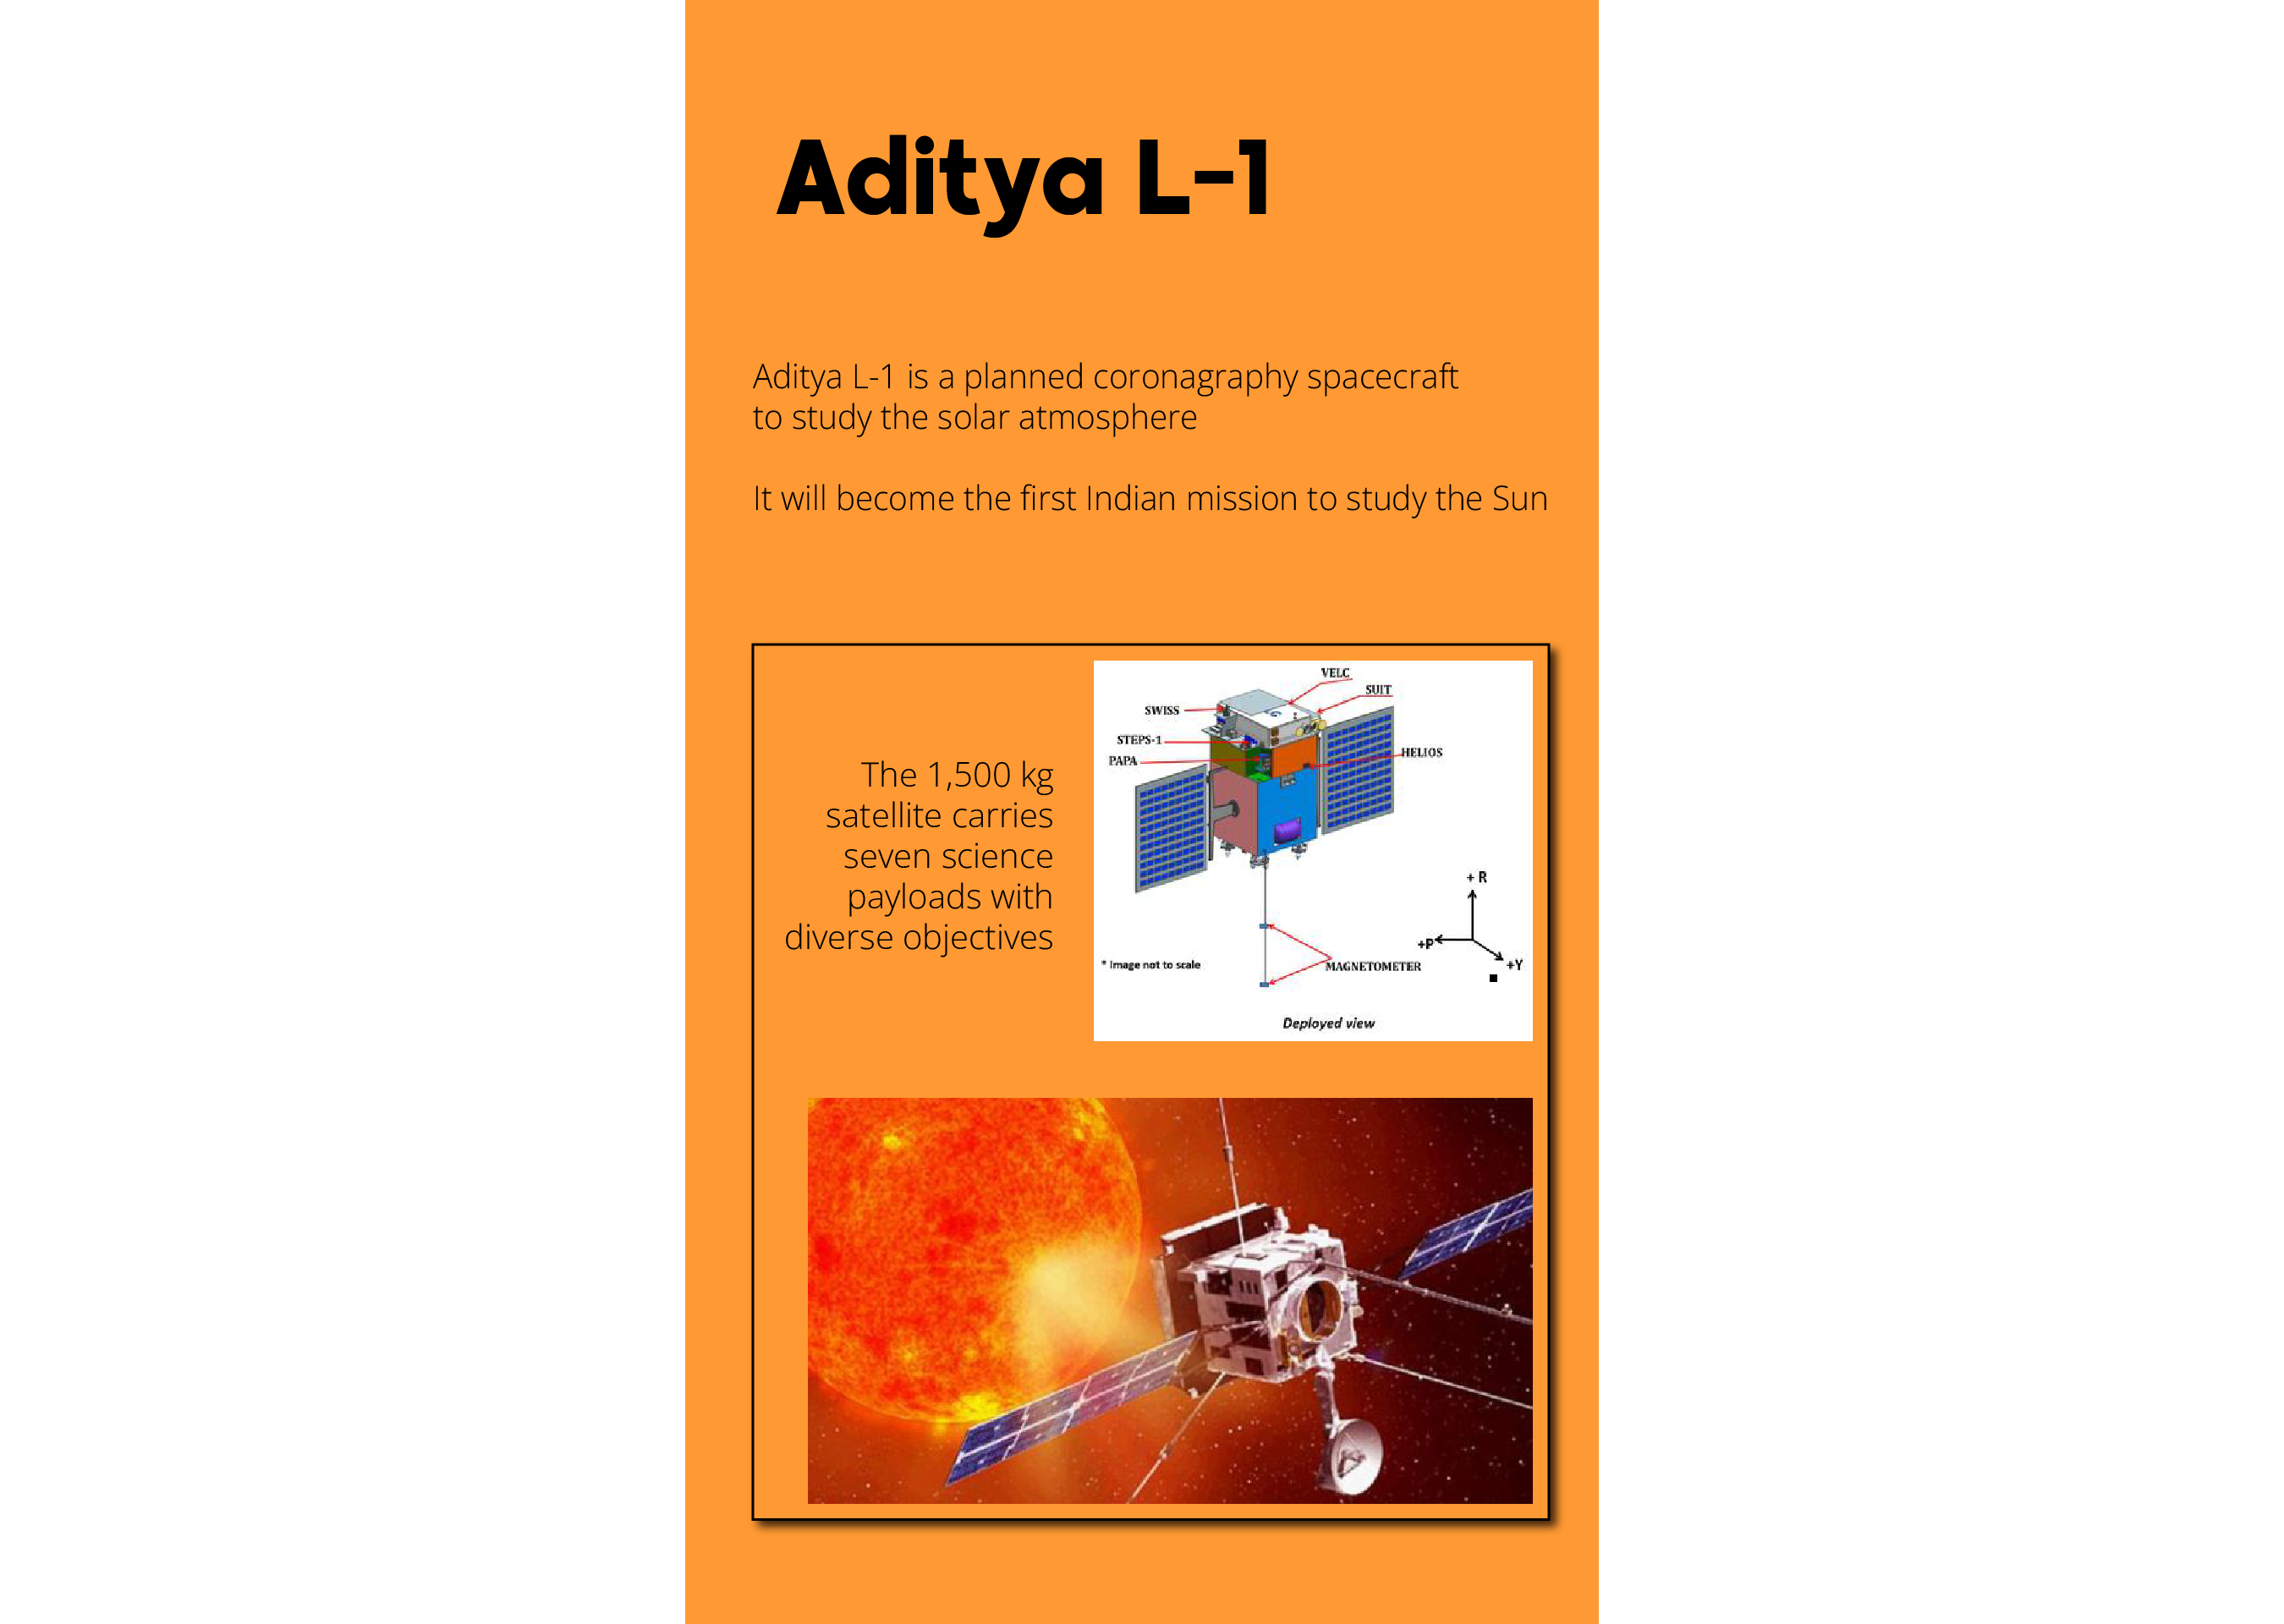 Aditya L-1
Aditya L-1 is a planned coronagraphy spacecraft
to study the solar atmosphere
It will become the first Indian mission to study the Sun
The 1,500 kg
satellite carries
seven science
payloads with
diverse objectives
VELC
SUIT
SWISS
STEPS-1
HELIOS
PAPA
+ R
+P
+Y
* Image not to scale
MAGNETOMETER
Deployed view